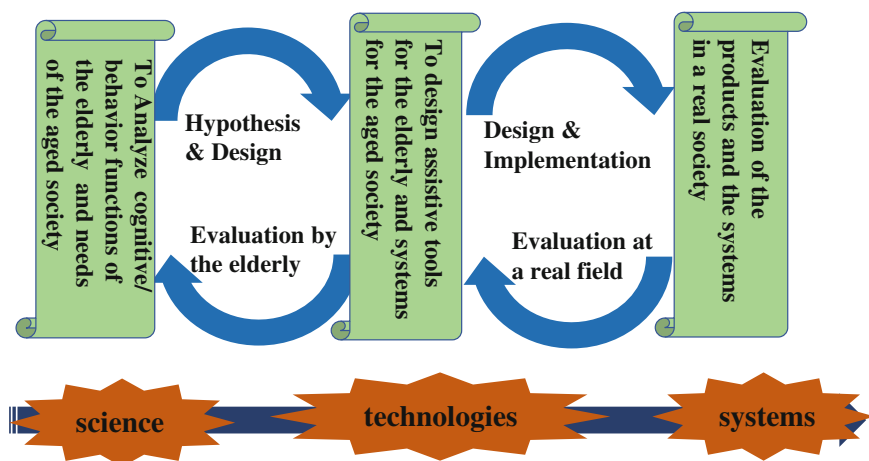 To Analyze cognitive/
behavior functions of
the elderly and needs
of the aged society
Hypothesis
& Design
Evaluation by
the elderly
To design assistive tools
for the elderly and systems
for the aged society
Design &
Implementation
Evaluation at
a real field
Evaluation of the
products and the systems
in a real society
science
technologies
systems